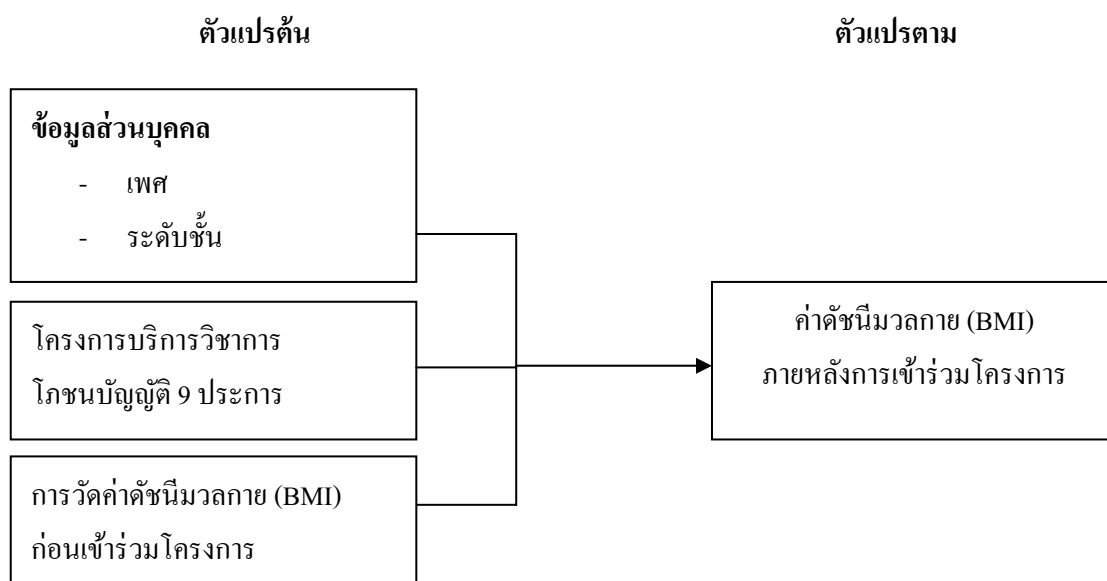 ตัวแปรต้น
ตัวแปรตาม
ข้อมูลส่วนบุคคล
- เพศ
- ระดับชั้น
โครงการบริการวิชาการ
โภชนบัญญัติ 9 ประการ
การวัดค่าดัชนีมวลกาย (BMI)
ก่อนเข้าร่วมโครงการ
ค่าดัชนีมวลกาย (BMI)
ภายหลังการเข้าร่วมโครงการ